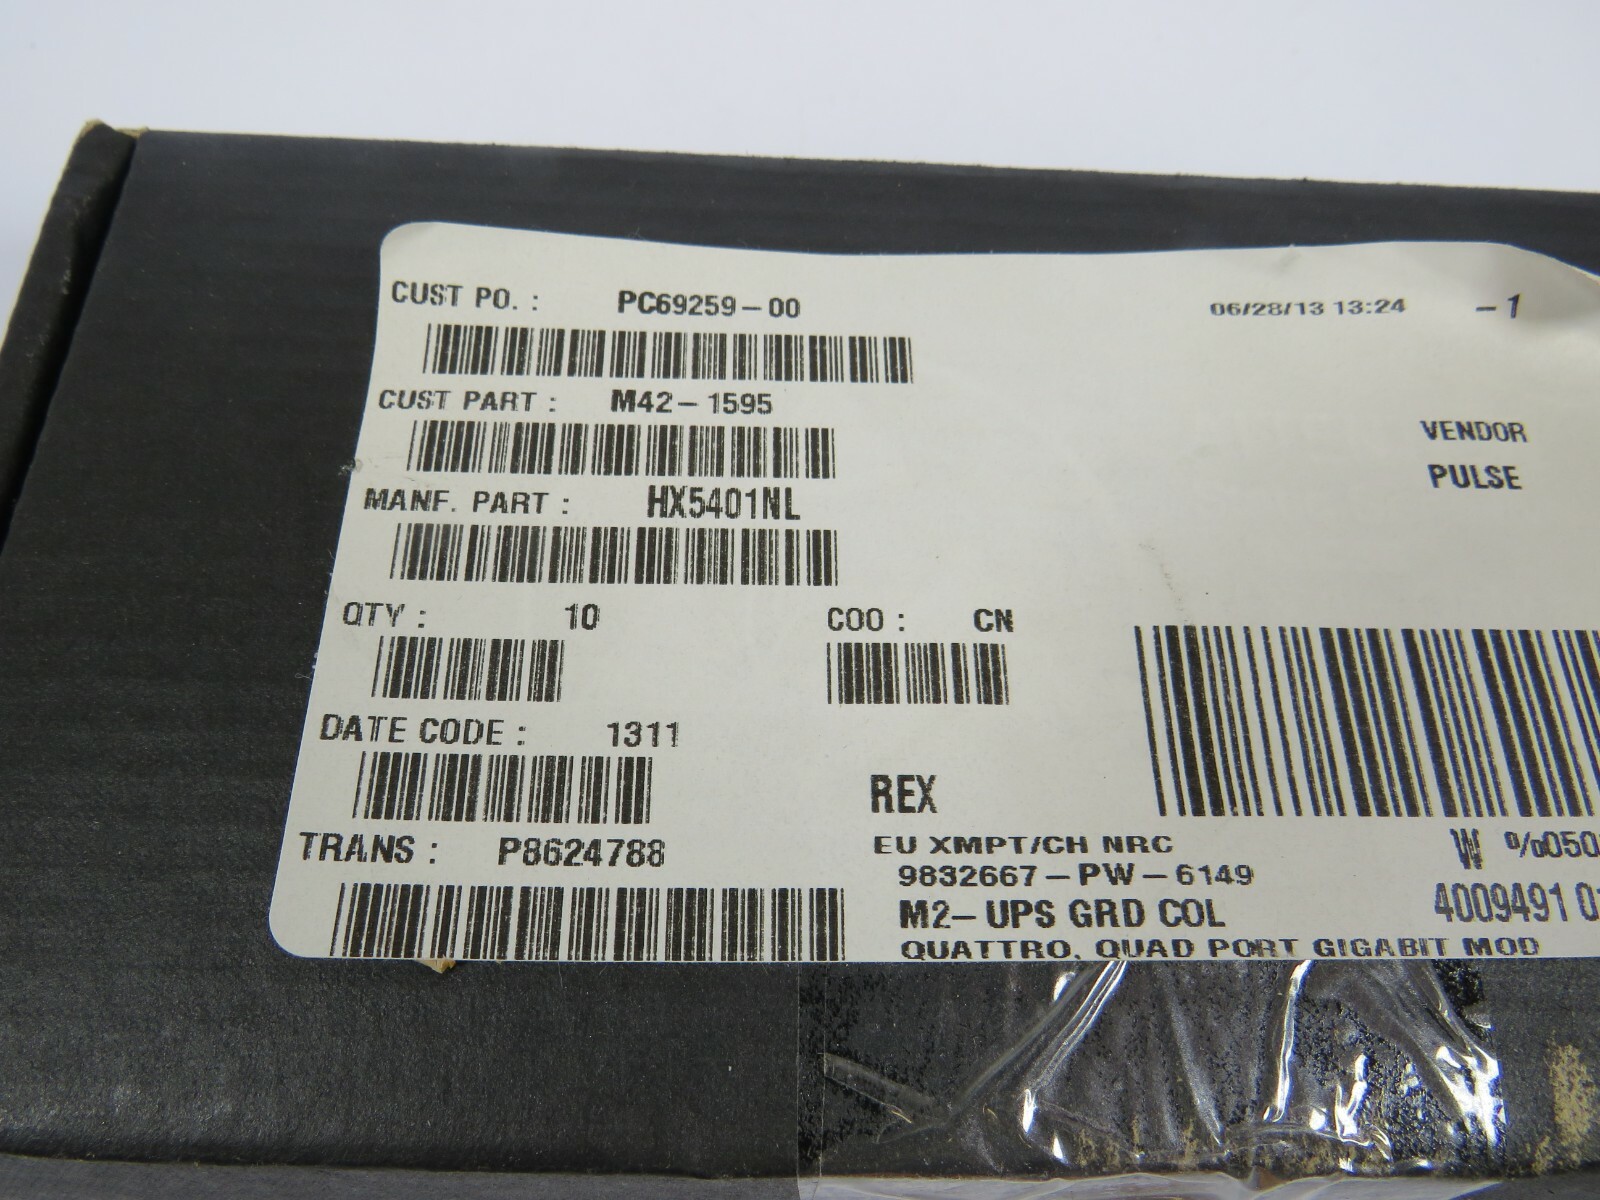 CUST PO. : PC69259-00 06/28/13 13:24 -1
CUST PART : M42-1595
VENDOR
PULSE
MANF. PART : HX5401NL
QTY : 10 COO : CN
DATE CODE : 1311
REX
TRANS : P8624788
EU XMPT/CH NRC
9832667-PW-6149
M2-UPS GRD COL
QUATTRO, QUAD PORT GIGABIT MOD
W
4009491